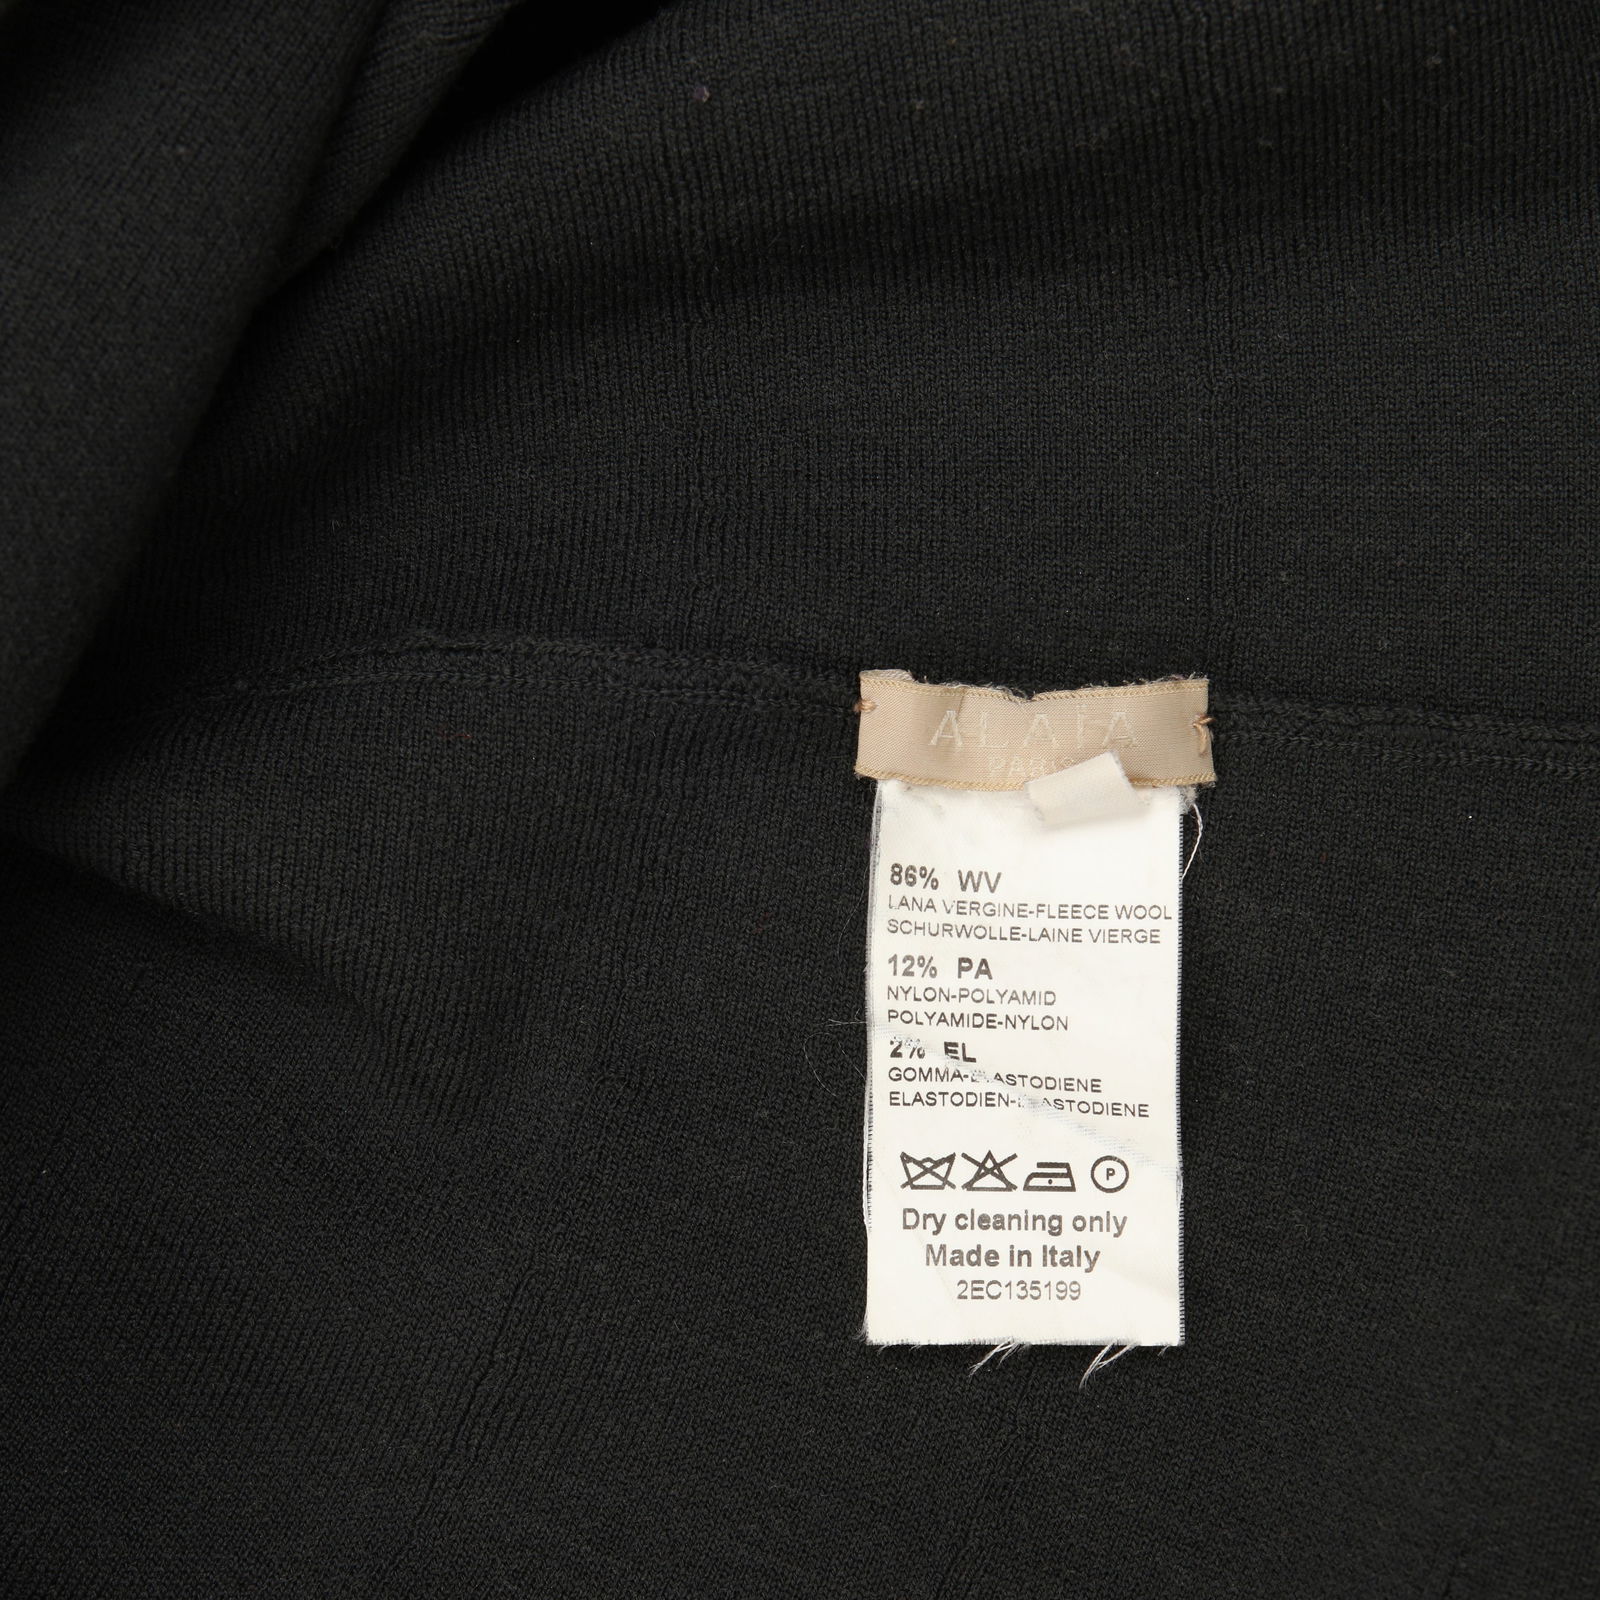 ALAÏA
PARIS
86% WV
LANA VERGINE-FLEECE WOOL
SCHURWOLLE-LAINE VIERGE
12% PA
NYLON-POLYAMID
POLYAMIDE-NYLON
2% EL
GOMMA-ELASTODIENE
ELASTODIEN-ELASTODIENE
P
Dry cleaning only
Made in Italy
2EC135199